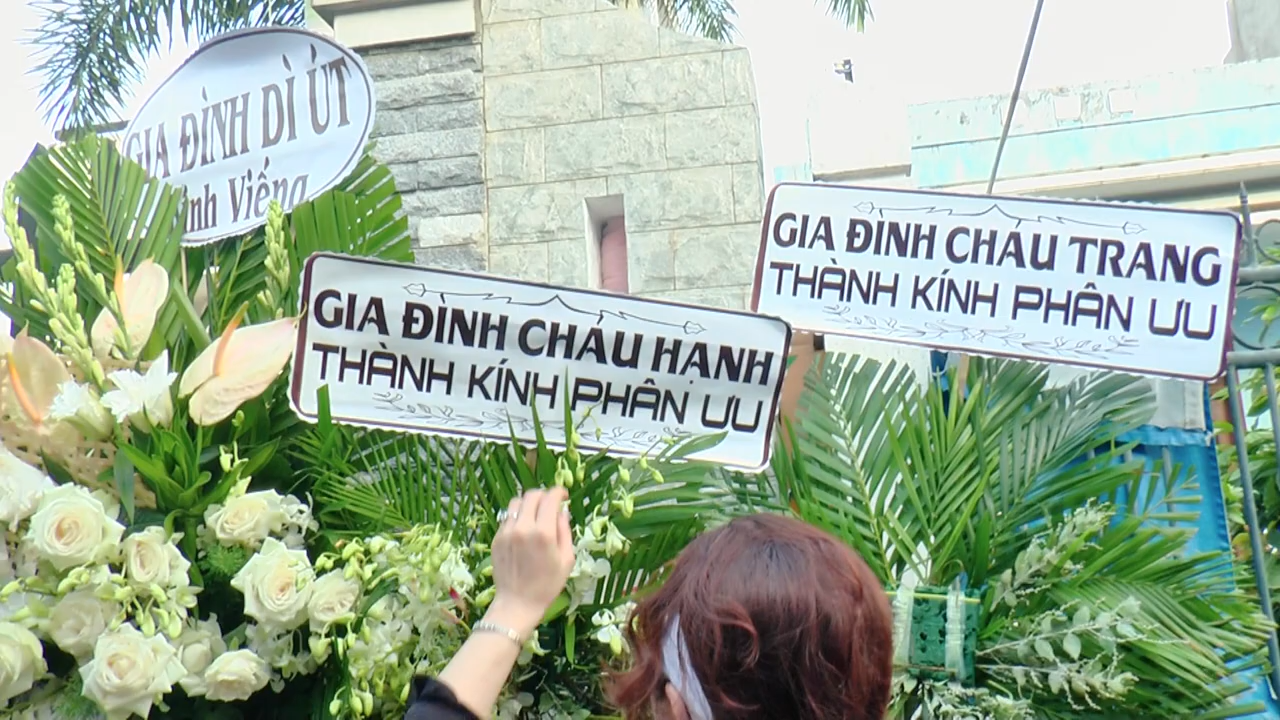 GIA ĐÌNH DÌ ÚT
Kính Viếng
GIA ĐÌNH CHÁU HẠNH
THÀNH KÍNH PHÂN ƯU
GIA ĐÌNH CHÁU TRANG
THÀNH KÍNH PHÂN ƯU